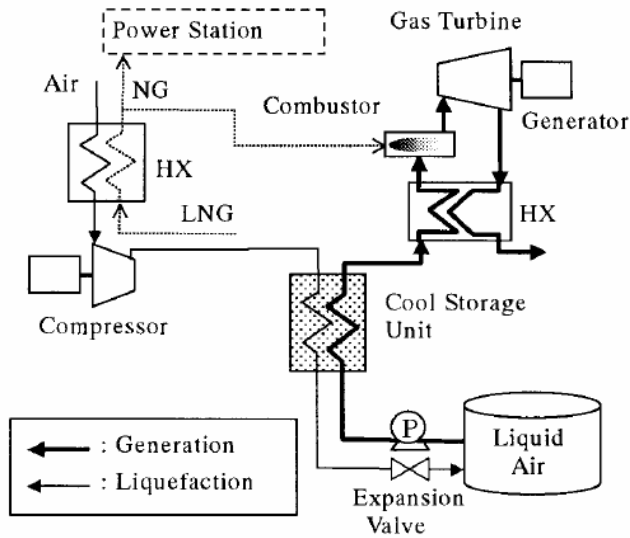 Power Station
Gas Turbine
Air
NG
Combustor
Generator
HX
LNG
HX
Compressor
Cool Storage
Unit
P
Liquid
Air
: Generation
: Liquefaction
Expansion
Valve